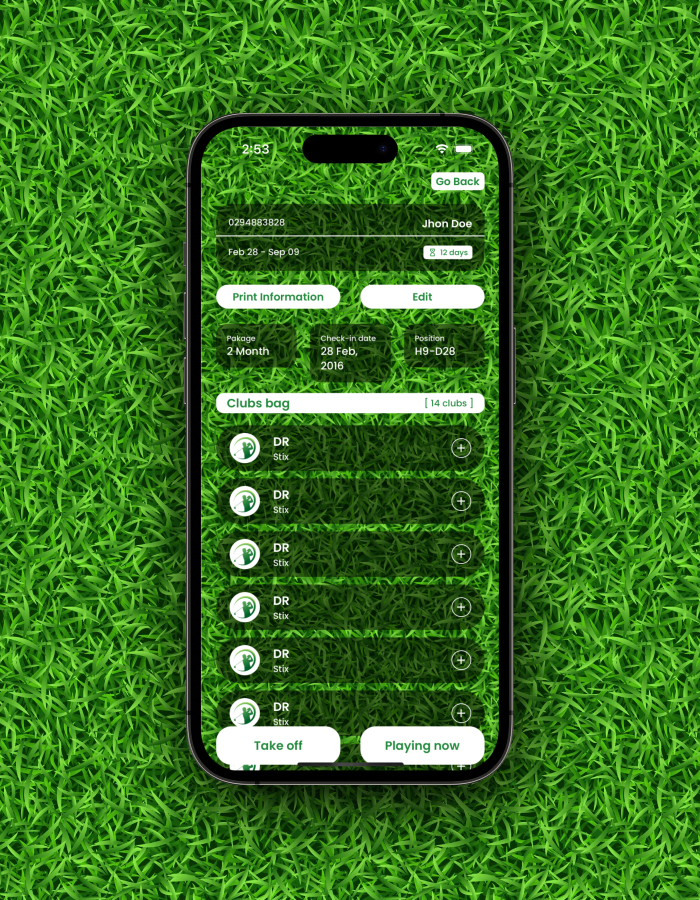 2:53
Go Back
0294883828
Jhon Doe
Feb 28 - Sep 09
12 days
Print Information
Edit
Pakage
2 Month
Check-in date
28 Feb,
2016
Position
H9-D28
Clubs bag
[ 14 clubs ]
DR
Stix
DR
Stix
DR
Stix
DR
Stix
DR
Stix
DR
Stix
Take off
Playing now